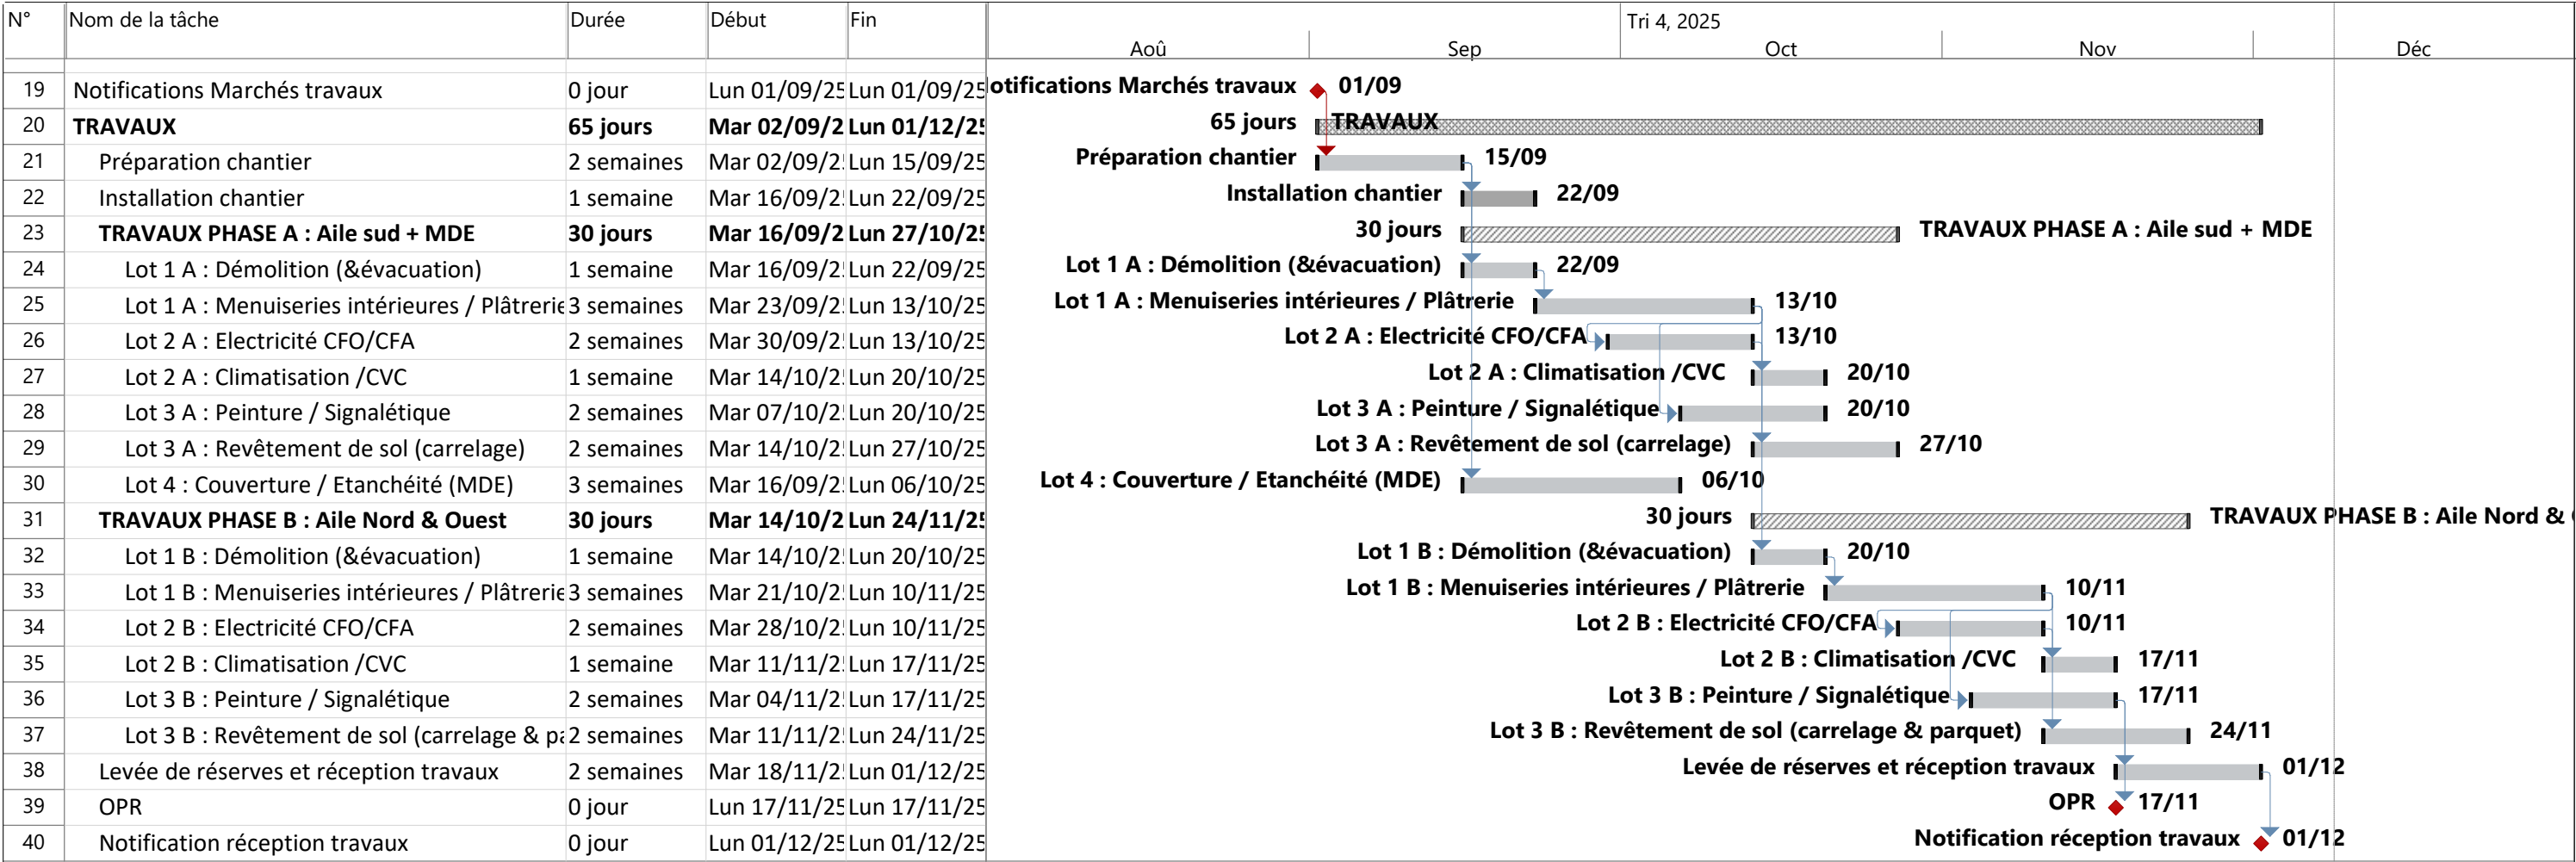 N° Nom de la tâche Durée Début Fin Tri 4, 2025
Aoû Sep Oct Nov Déc
19 Notifications Marchés travaux 0 jour Lun 01/09/25 Lun 01/09/25 otifications Marchés travaux 01/09
20 TRAVAUX 65 jours Mar 02/09/2 Lun 01/12/25 65 jours TRAVAUX
21 Préparation chantier 2 semaines Mar 02/09/25 Lun 15/09/25 Préparation chantier 15/09
22 Installation chantier 1 semaine Mar 16/09/25 Lun 22/09/25 Installation chantier 22/09
23 TRAVAUX PHASE A : Aile sud + MDE 30 jours Mar 16/09/2 Lun 27/10/25 30 jours TRAVAUX PHASE A : Aile sud + MDE
24 Lot 1 A : Démolition (&évacuation) 1 semaine Mar 16/09/25 Lun 22/09/25 Lot 1 A : Démolition (&évacuation) 22/09
25 Lot 1 A : Menuiseries intérieures / Plâtrerie 3 semaines Mar 23/09/25 Lun 13/10/25 Lot 1 A : Menuiseries intérieures / Plâtrerie 13/10
26 Lot 2 A : Electricité CFO/CFA 2 semaines Mar 30/09/25 Lun 13/10/25 Lot 2 A : Electricité CFO/CFA 13/10
27 Lot 2 A : Climatisation /CVC 1 semaine Mar 14/10/25 Lun 20/10/25 Lot 2 A : Climatisation /CVC 20/10
28 Lot 3 A : Peinture / Signalétique 2 semaines Mar 07/10/25 Lun 20/10/25 Lot 3 A : Peinture / Signalétique 20/10
29 Lot 3 A : Revêtement de sol (carrelage) 2 semaines Mar 14/10/25 Lun 27/10/25 Lot 3 A : Revêtement de sol (carrelage) 27/10
30 Lot 4 : Couverture / Etanchéité (MDE) 3 semaines Mar 16/09/25 Lun 06/10/25 Lot 4 : Couverture / Etanchéité (MDE) 06/10
31 TRAVAUX PHASE B : Aile Nord & Ouest 30 jours Mar 14/10/2 Lun 24/11/25 30 jours TRAVAUX PHASE B : Aile Nord &
32 Lot 1 B : Démolition (&évacuation) 1 semaine Mar 14/10/25 Lun 20/10/25 Lot 1 B : Démolition (&évacuation) 20/10
33 Lot 1 B : Menuiseries intérieures / Plâtrerie 3 semaines Mar 21/10/25 Lun 10/11/25 Lot 1 B : Menuiseries intérieures / Plâtrerie 10/11
34 Lot 2 B : Electricité CFO/CFA 2 semaines Mar 28/10/25 Lun 10/11/25 Lot 2 B : Electricité CFO/CFA 10/11
35 Lot 2 B : Climatisation /CVC 1 semaine Mar 11/11/25 Lun 17/11/25 Lot 2 B : Climatisation /CVC 17/11
36 Lot 3 B : Peinture / Signalétique 2 semaines Mar 04/11/25 Lun 17/11/25 Lot 3 B : Peinture / Signalétique 17/11
37 Lot 3 B : Revêtement de sol (carrelage & pa 2 semaines Mar 11/11/25 Lun 24/11/25 Lot 3 B : Revêtement de sol (carrelage & parquet) 24/11
38 Levée de réserves et réception travaux 2 semaines Mar 18/11/25 Lun 01/12/25 Levée de réserves et réception travaux 01/12
39 OPR 0 jour Lun 17/11/25 Lun 17/11/25 OPR 17/11
40 Notification réception travaux 0 jour Lun 01/12/25 Lun 01/12/25 Notification réception travaux 01/12